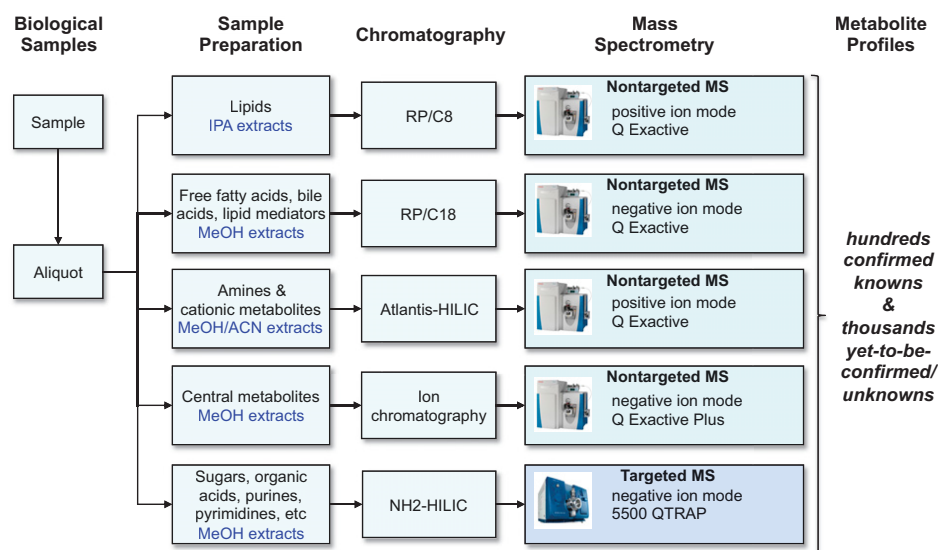 Biological
Samples
Sample
Preparation
Chromatography
Mass
Spectrometry
Metabolite
Profiles
Sample
Aliquot
Lipids
IPA extracts
RP/C8
Nontargeted MS
positive ion mode
Q Exactive
Free fatty acids, bile
acids, lipid mediators
MeOH extracts
RP/C18
Nontargeted MS
negative ion mode
Q Exactive
Amines &
cationic metabolites
MeOH/ACN extracts
Atlantis-HILIC
Nontargeted MS
positive ion mode
Q Exactive
Central metabolites
MeOH extracts
Ion
chromatography
Nontargeted MS
negative ion mode
Q Exactive Plus
Sugars, organic
acids, purines,
pyrimidines, etc
MeOH extracts
NH2-HILIC
Targeted MS
negative ion mode
5500 QTRAP
hundreds
confirmed
knowns
&
thousands
yet-to-be-
confirmed/
unknowns